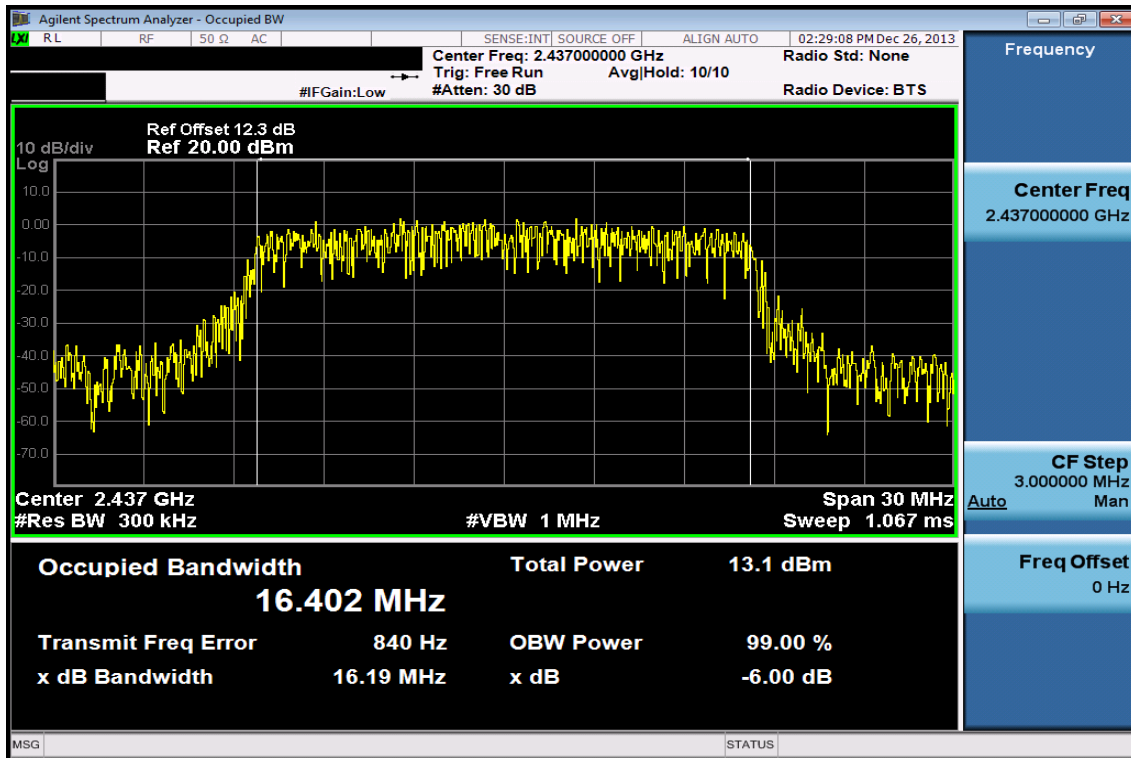 Agilent Spectrum Analyzer - Occupied BW
LXI RL RF 50 Ω AC SENSE:INT SOURCE OFF ALIGN AUTO 02:29:08 PM Dec 26, 2013
Center Freq: 2.437000000 GHz Radio Std: None
Trig: Free Run Avg|Hold: 10/10
#IFGain:Low #Atten: 30 dB Radio Device: BTS
Ref Offset 12.3 dB
10 dB/div Ref 20.00 dBm
Log
10.0
0.00
-10.0
-20.0
-30.0
-40.0
-50.0
-60.0
-70.0
Center 2.437 GHz Span 30 MHz
#Res BW 300 kHz #VBW 1 MHz Sweep 1.067 ms
Occupied Bandwidth Total Power 13.1 dBm
16.402 MHz
Transmit Freq Error 840 Hz OBW Power 99.00 %
x dB Bandwidth 16.19 MHz x dB -6.00 dB
MSG STATUS
Frequency
Center Freq
2.437000000 GHz
CF Step
3.000000 MHz
Auto Man
Freq Offset
0 Hz